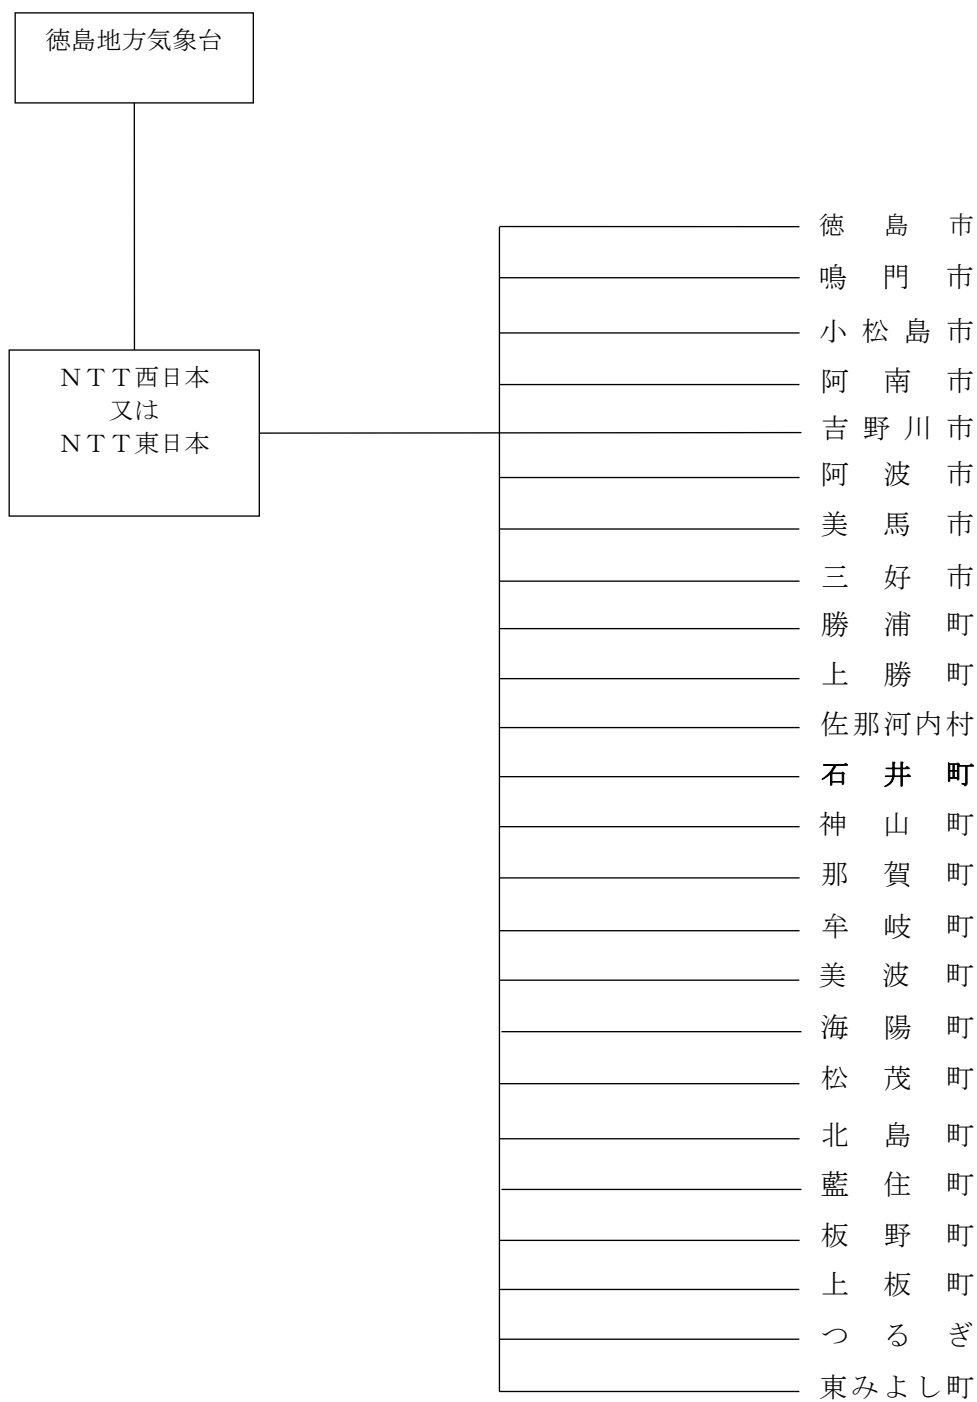 徳島地方気象台
ＮＴＴ西日本
又は
ＮＴＴ東日本
徳島市
鳴門市
小松島市
阿南市
吉野川市
阿波市
美馬市
三好市
勝浦町
上勝町
佐那河内村
石井町
神山町
那賀町
牟岐町
美波町
海陽町
松茂町
北島町
藍住町
板野町
上板町
つるぎ
東みよし町